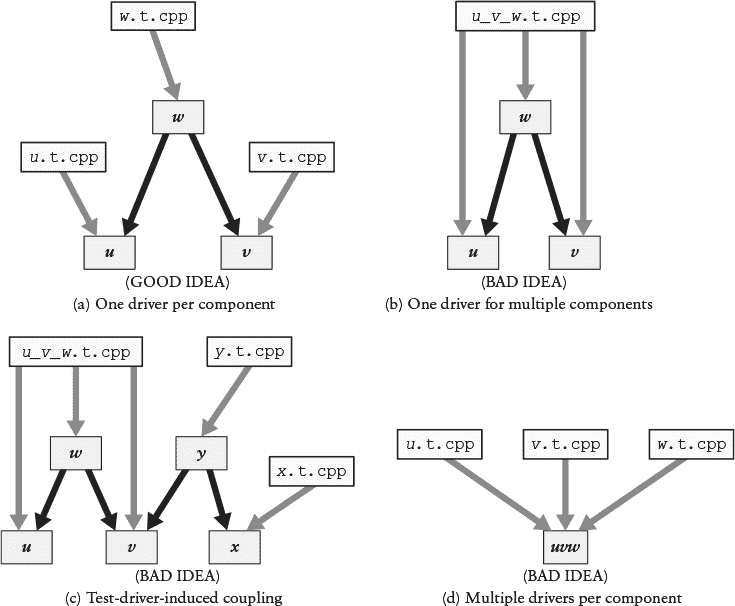 w.t.cpp
w
u.t.cpp
v.t.cpp
u
v
(GOOD IDEA)
(a) One driver per component
u_v_w.t.cpp
w
u
v
(BAD IDEA)
(b) One driver for multiple components
u_v_w.t.cpp
y.t.cpp
w
y
x.t.cpp
u
v
x
(BAD IDEA)
(c) Test-driver-induced coupling
u.t.cpp
v.t.cpp
w.t.cpp
uvw
(BAD IDEA)
(d) Multiple drivers per component